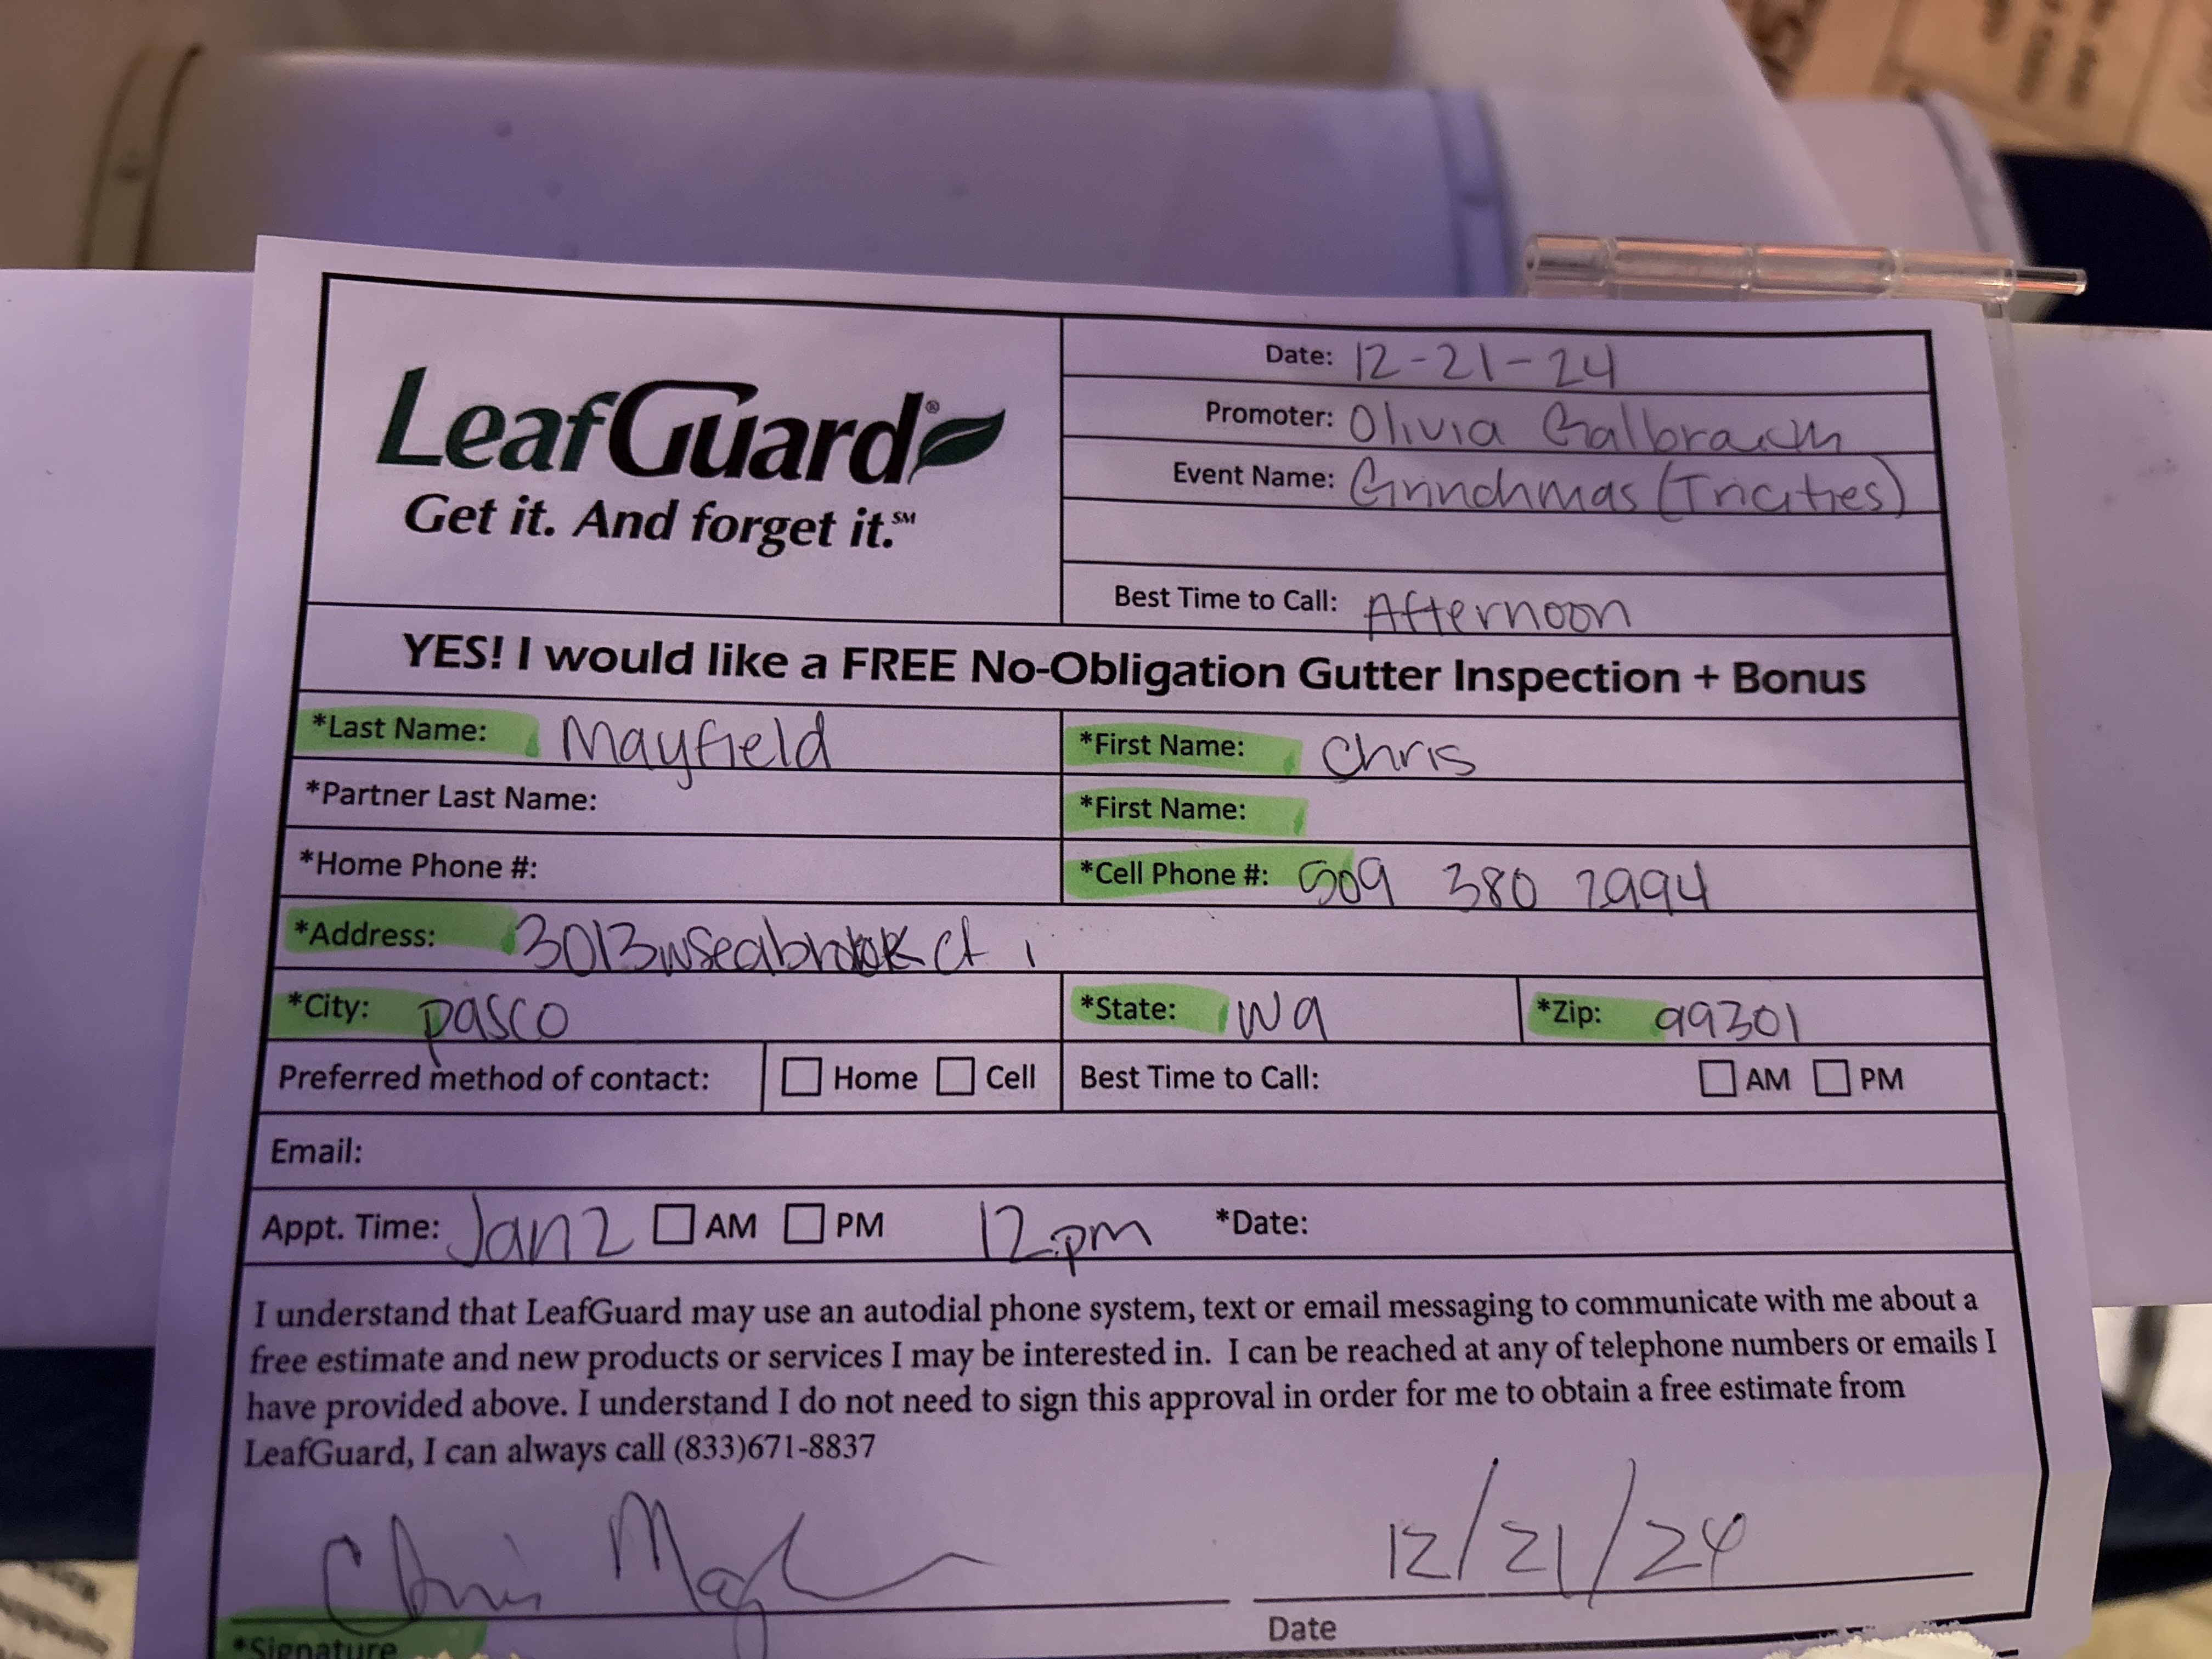 LeafGuard®
Get it. And forget it.℠
Date: 12-21-24
Promoter: Olivia Galbraith
Event Name: Grinchmas (Tricities)
Best Time to Call: Afternoon
YES! I would like a FREE No-Obligation Gutter Inspection + Bonus
*Last Name: Mayfield *First Name: Chris
*Partner Last Name: *First Name:
*Home Phone #: *Cell Phone #: 509 380 2994
*Address: 3013 W Seabrook Ct
*City: Pasco *State: Wa *Zip: 99301
Preferred method of contact: ☐ Home ☐ Cell Best Time to Call: ☐ AM ☐ PM
Email:
Appt. Time: Jan 2 ☐ AM ☐ PM 12pm *Date:
I understand that LeafGuard may use an autodial phone system, text or email messaging to communicate with me about a
free estimate and new products or services I may be interested in. I can be reached at any of telephone numbers or emails I
have provided above. I understand I do not need to sign this approval in order for me to obtain a free estimate from
LeafGuard, I can always call (833)671-8837
12/21/24
*Signature Date